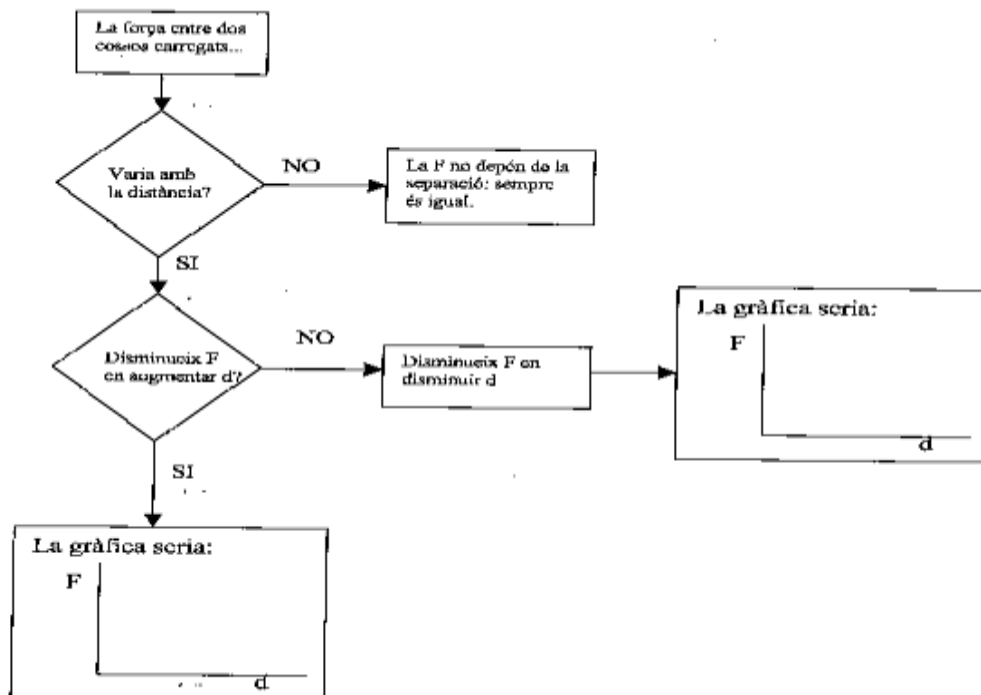 La força entre dos
cossos carregats...
Varia amb
la distància?
NO
La F no depén de la
separació: sempre
és igual.
SI
Disminueix F
en augmentar d?
NO
Disminueix F en
disminuir d
La gràfica seria:
F
d
SI
La gràfica seria:
F
d